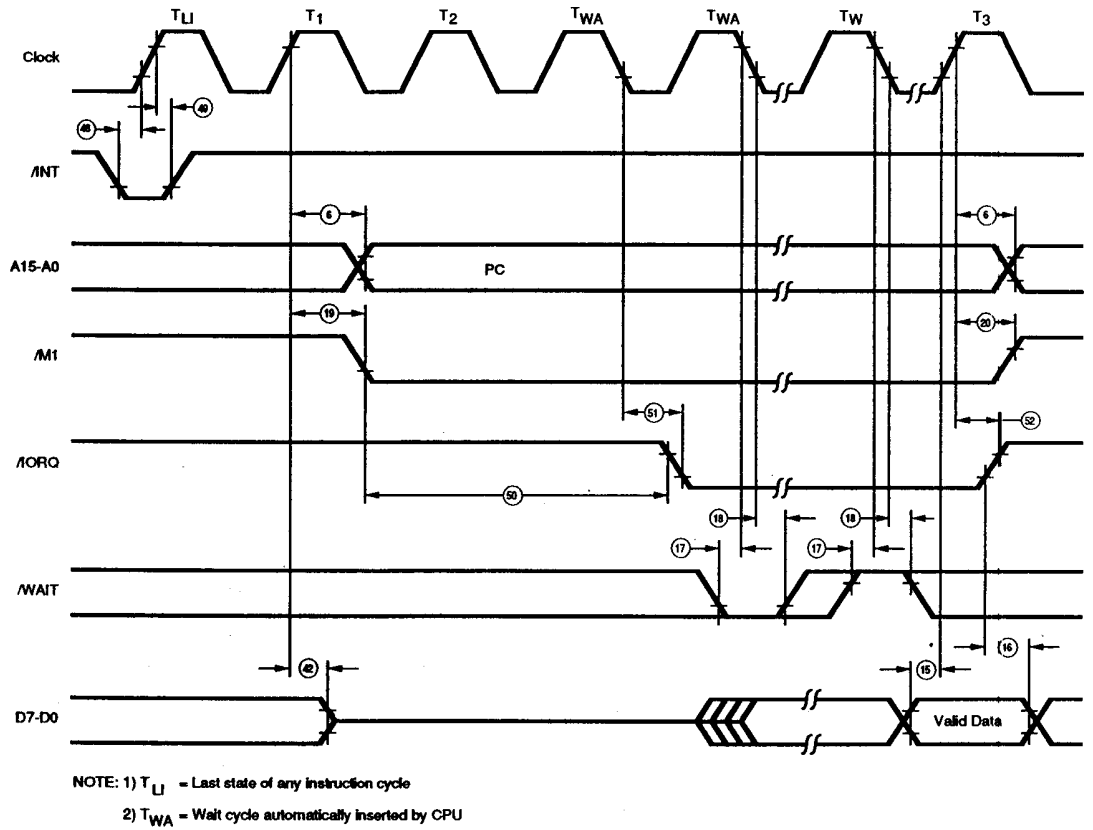 T LI T1 T2 TWA TWA TW T3
Clock
49
48
/INT
6 6
A15-A0 PC
19 20
/M1
51 52
/IORQ
50
18 18
17 17
/WAIT
16
42 15
D7-D0 Valid Data
NOTE: 1) T LI = Last state of any instruction cycle
2) TWA = Wait cycle automatically inserted by CPU